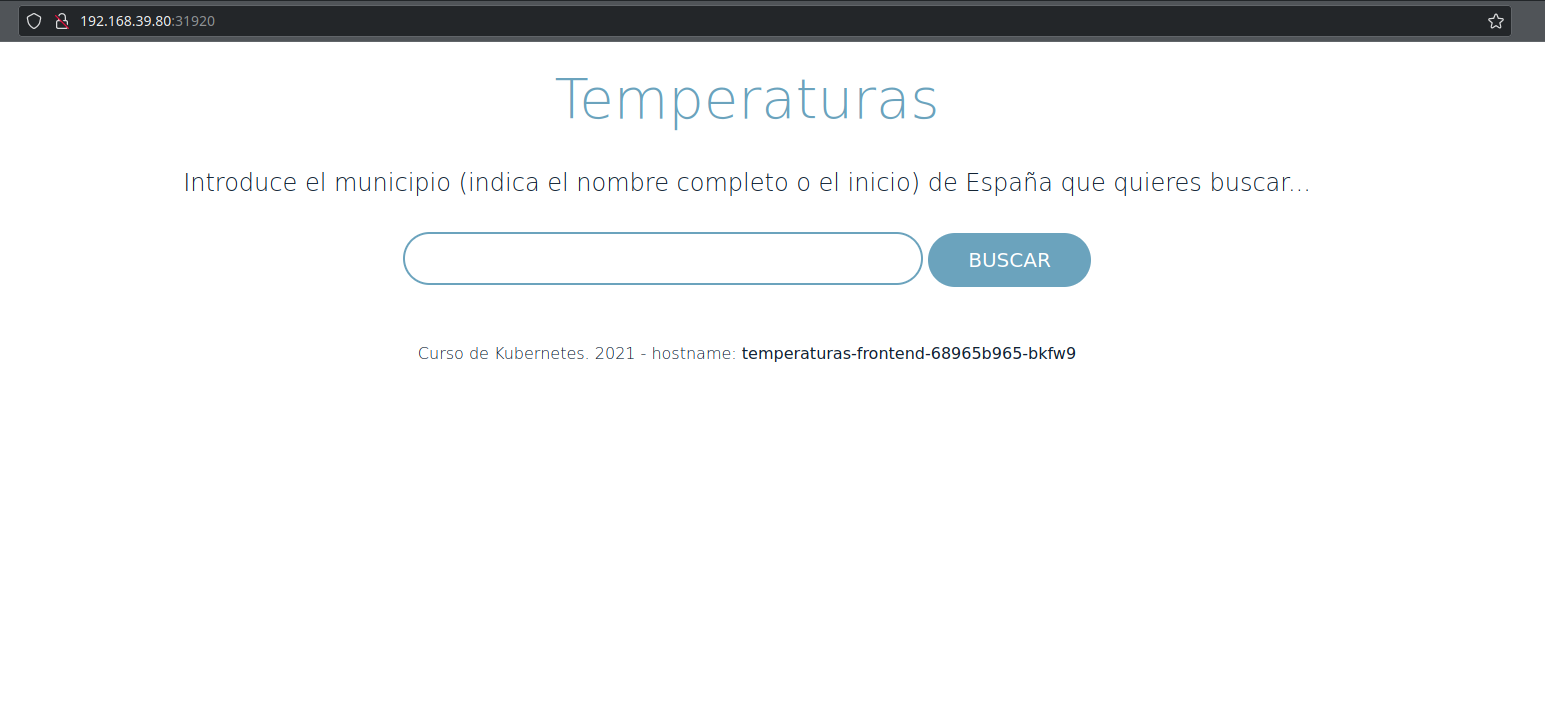 192.168.39.80:31920
Temperaturas
Introduce el municipio (indica el nombre completo o el inicio) de España que quieres buscar...
BUSCAR
Curso de Kubernetes. 2021 - hostname: temperaturas-frontend-68965b965-bkfw9